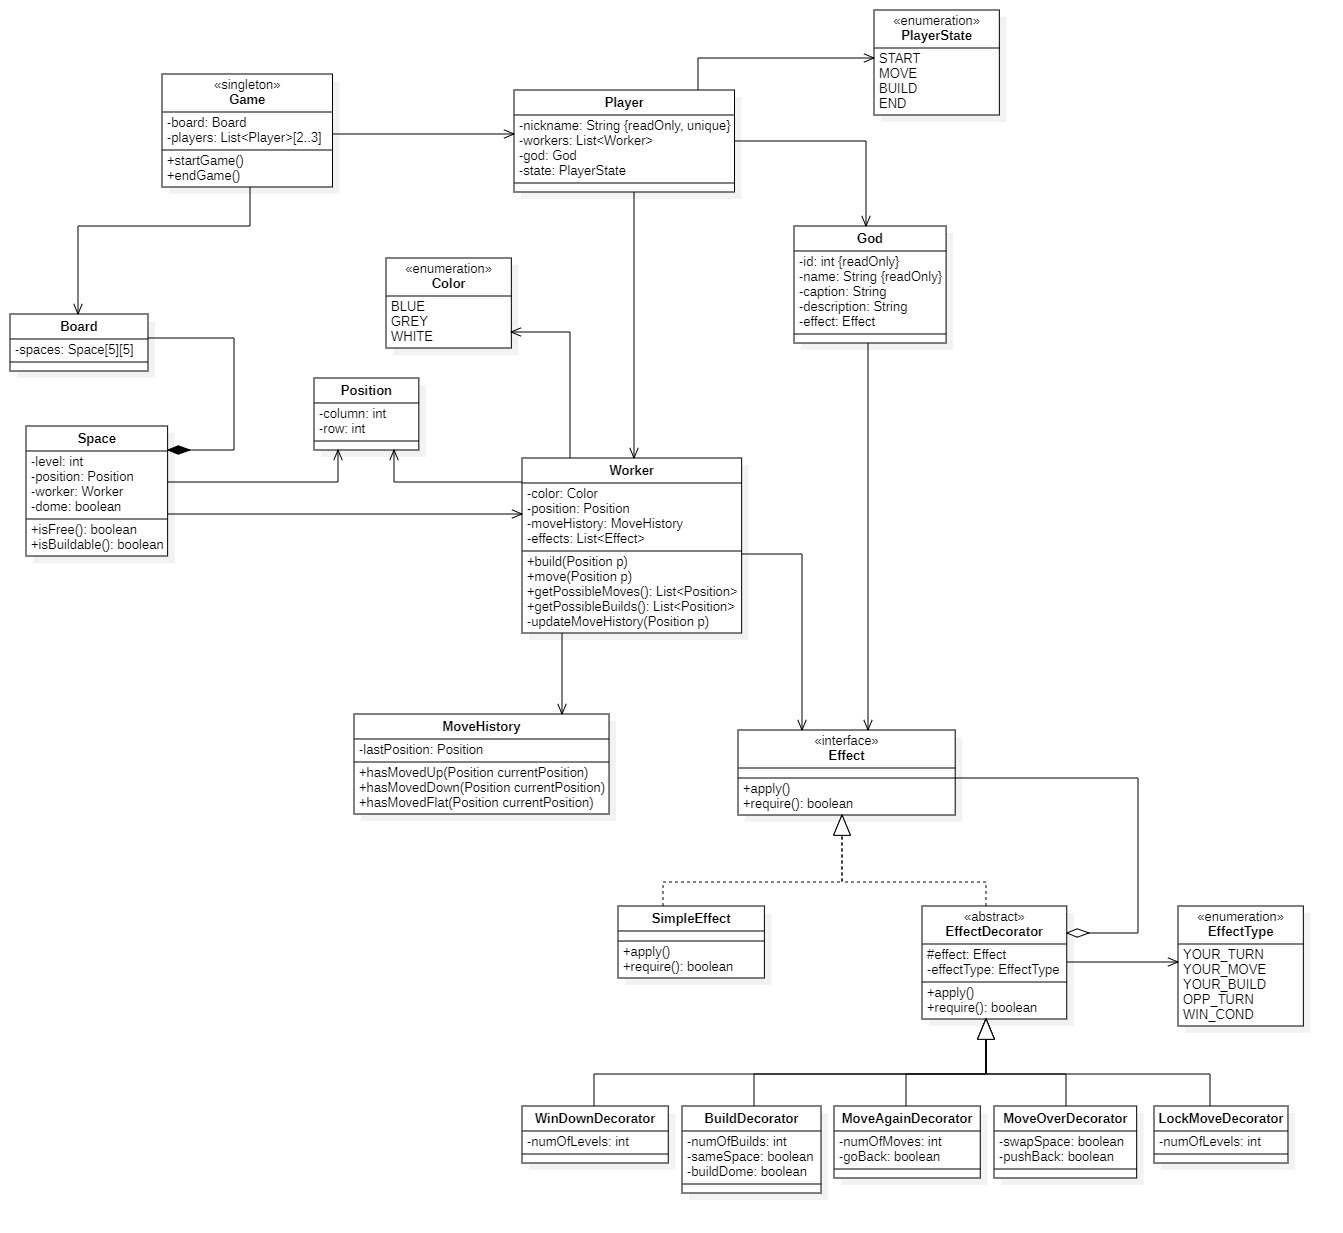 «enumeration»
PlayerState
START
MOVE
BUILD
END
«singleton»
Game
-board: Board
-players: List<Player>[2..3]
+startGame()
+endGame()
Player
-nickname: String {readOnly, unique}
-workers: List<Worker>
-god: God
-state: PlayerState
God
-id: int {readOnly}
-name: String {readOnly}
-caption: String
-description: String
-effect: Effect
«enumeration»
Color
BLUE
GREY
WHITE
Board
-spaces: Space[5][5]
Position
-column: int
-row: int
Space
-level: int
-position: Position
-worker: Worker
-dome: boolean
+isFree(): boolean
+isBuildable(): boolean
Worker
-color: Color
-position: Position
-moveHistory: MoveHistory
-effects: List<Effect>
+build(Position p)
+move(Position p)
+getPossibleMoves(): List<Position>
+getPossibleBuilds(): List<Position>
-updateMoveHistory(Position p)
MoveHistory
-lastPosition: Position
+hasMovedUp(Position currentPosition)
+hasMovedDown(Position currentPosition)
+hasMovedFlat(Position currentPosition)
«interface»
Effect
+apply()
+require(): boolean
SimpleEffect
+apply()
+require(): boolean
«abstract»
EffectDecorator
#effect: Effect
-effectType: EffectType
+apply()
+require(): boolean
«enumeration»
EffectType
YOUR_TURN
YOUR_MOVE
YOUR_BUILD
OPP_TURN
WIN_COND
WinDownDecorator
-numOfLevels: int
BuildDecorator
-numOfBuilds: int
-sameSpace: boolean
-buildDome: boolean
MoveAgainDecorator
-numOfMoves: int
-goBack: boolean
MoveOverDecorator
-swapSpace: boolean
-pushBack: boolean
LockMoveDecorator
-numOfLevels: int